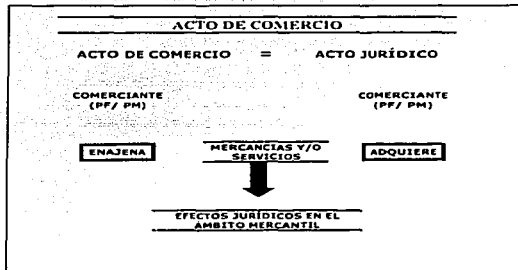 ACTO DE COMERCIO
ACTO DE COMERCIO = ACTO JURÍDICO
COMERCIANTE COMERCIANTE
(PF/ PM) (PF/ PM)
ENAJENA MERCANCIAS Y/O SERVICIOS ADQUIERE
EFECTOS JURÍDICOS EN EL
ÁMBITO MERCANTIL